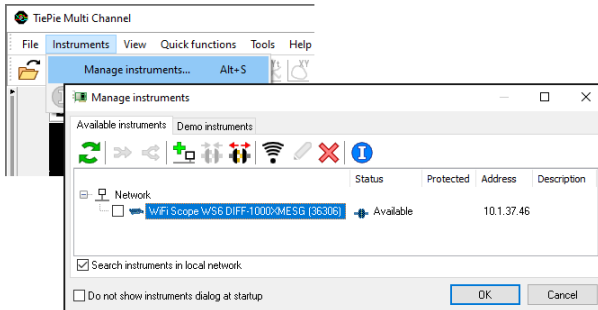 TiePie Multi Channel
File Instruments View Quick functions Tools Help
Manage instruments... Alt+S
Manage instruments
Available instruments Demo instruments
Status Protected Address Description
Network
WiFi Scope WS6 DIFF-1000XMESG (36306) Available 10.1.37.46
Search instruments in local network
Do not show instruments dialog at startup
OK Cancel